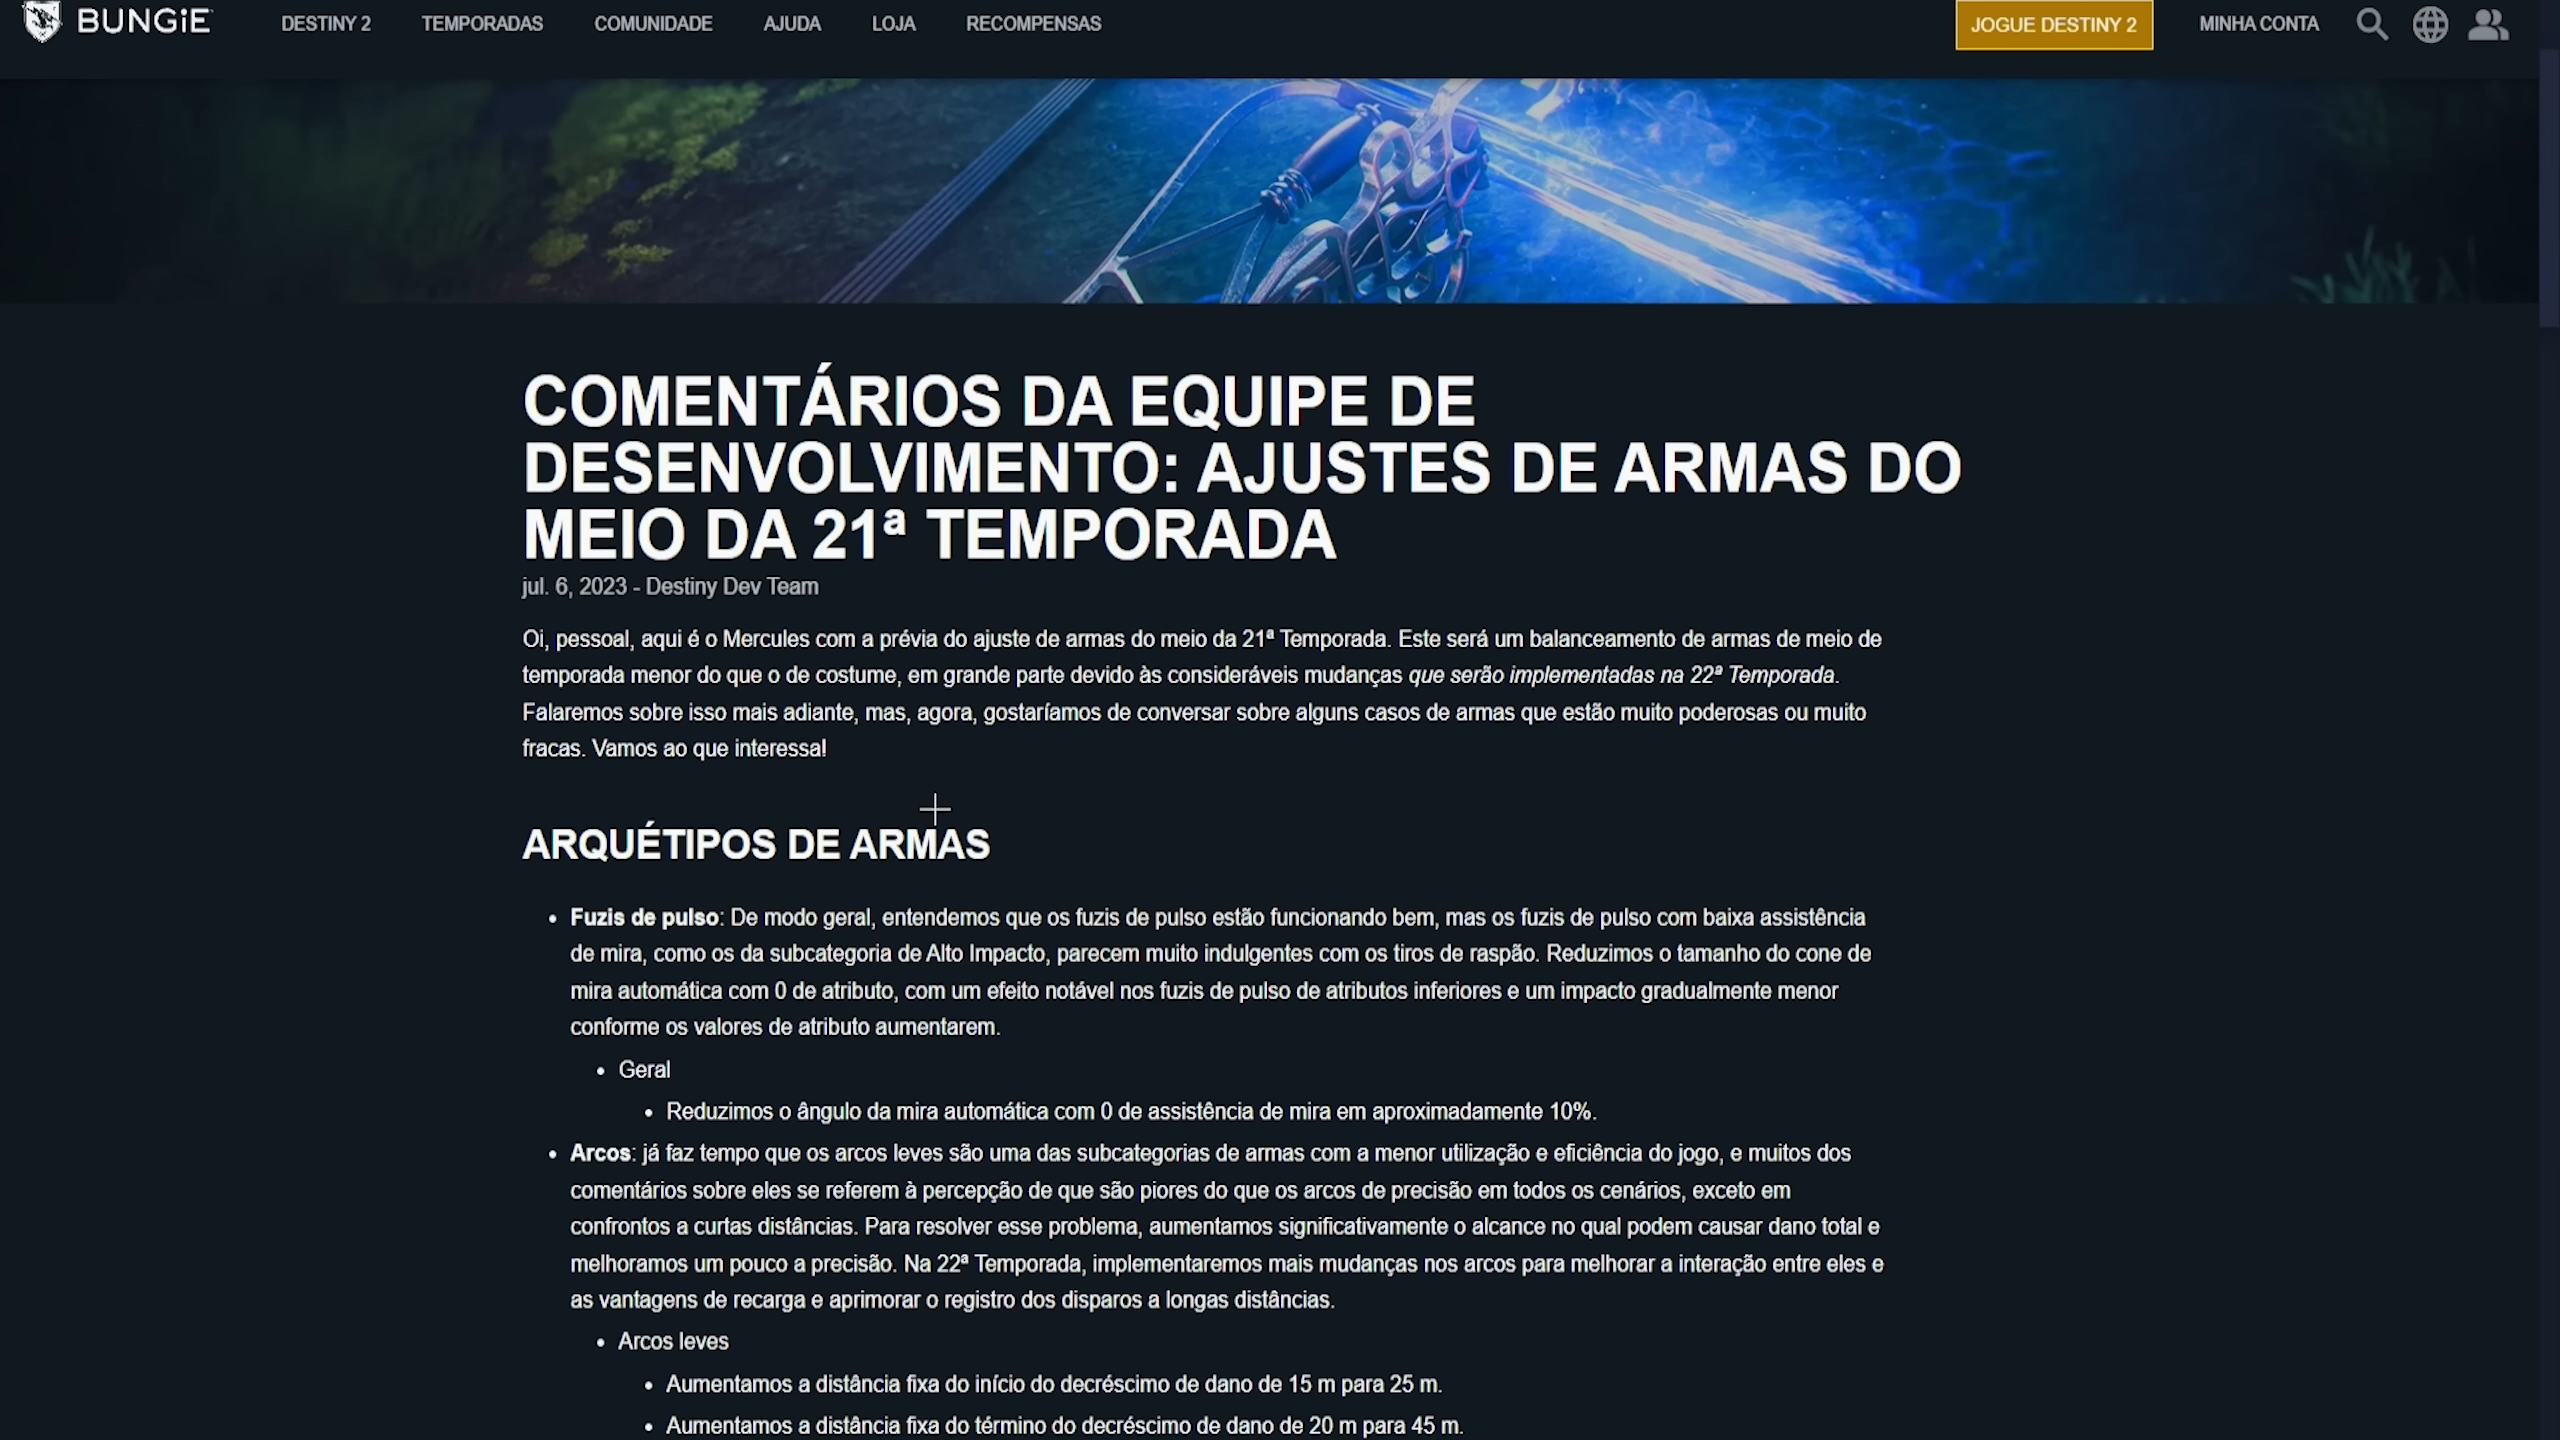 BUNGiE
DESTINY 2
TEMPORADAS
COMUNIDADE
AJUDA
LOJA
RECOMPENSAS
JOGUE DESTINY 2
MINHA CONTA
COMENTÁRIOS DA EQUIPE DE
DESENVOLVIMENTO: AJUSTES DE ARMAS DO
MEIO DA 21ª TEMPORADA
jul. 6, 2023 - Destiny Dev Team
Oi, pessoal, aqui é o Mercules com a prévia do ajuste de armas do meio da 21ª Temporada. Este será um balanceamento de armas de meio de
temporada menor do que o de costume, em grande parte devido às consideráveis mudanças que serão implementadas na 22ª Temporada.
Falaremos sobre isso mais adiante, mas, agora, gostaríamos de conversar sobre alguns casos de armas que estão muito poderosas ou muito
fracas. Vamos ao que interessa!
ARQUÉTIPOS DE ARMAS
• Fuzis de pulso: De modo geral, entendemos que os fuzis de pulso estão funcionando bem, mas os fuzis de pulso com baixa assistência
de mira, como os da subcategoria de Alto Impacto, parecem muito indulgentes com os tiros de raspão. Reduzimos o tamanho do cone de
mira automática com 0 de atributo, com um efeito notável nos fuzis de pulso de atributos inferiores e um impacto gradualmente menor
conforme os valores de atributo aumentarem.
• Geral
• Reduzimos o ângulo da mira automática com 0 de assistência de mira em aproximadamente 10%.
• Arcos: já faz tempo que os arcos leves são uma das subcategorias de armas com a menor utilização e eficiência do jogo, e muitos dos
comentários sobre eles se referem à percepção de que são piores do que os arcos de precisão em todos os cenários, exceto em
confrontos a curtas distâncias. Para resolver esse problema, aumentamos significativamente o alcance no qual podem causar dano total e
melhoramos um pouco a precisão. Na 22ª Temporada, implementaremos mais mudanças nos arcos para melhorar a interação entre eles e
as vantagens de recarga e aprimorar o registro dos disparos a longas distâncias.
• Arcos leves
• Aumentamos a distância fixa do início do decréscimo de dano de 15 m para 25 m.
• Aumentamos a distância fixa do término do decréscimo de dano de 20 m para 45 m.